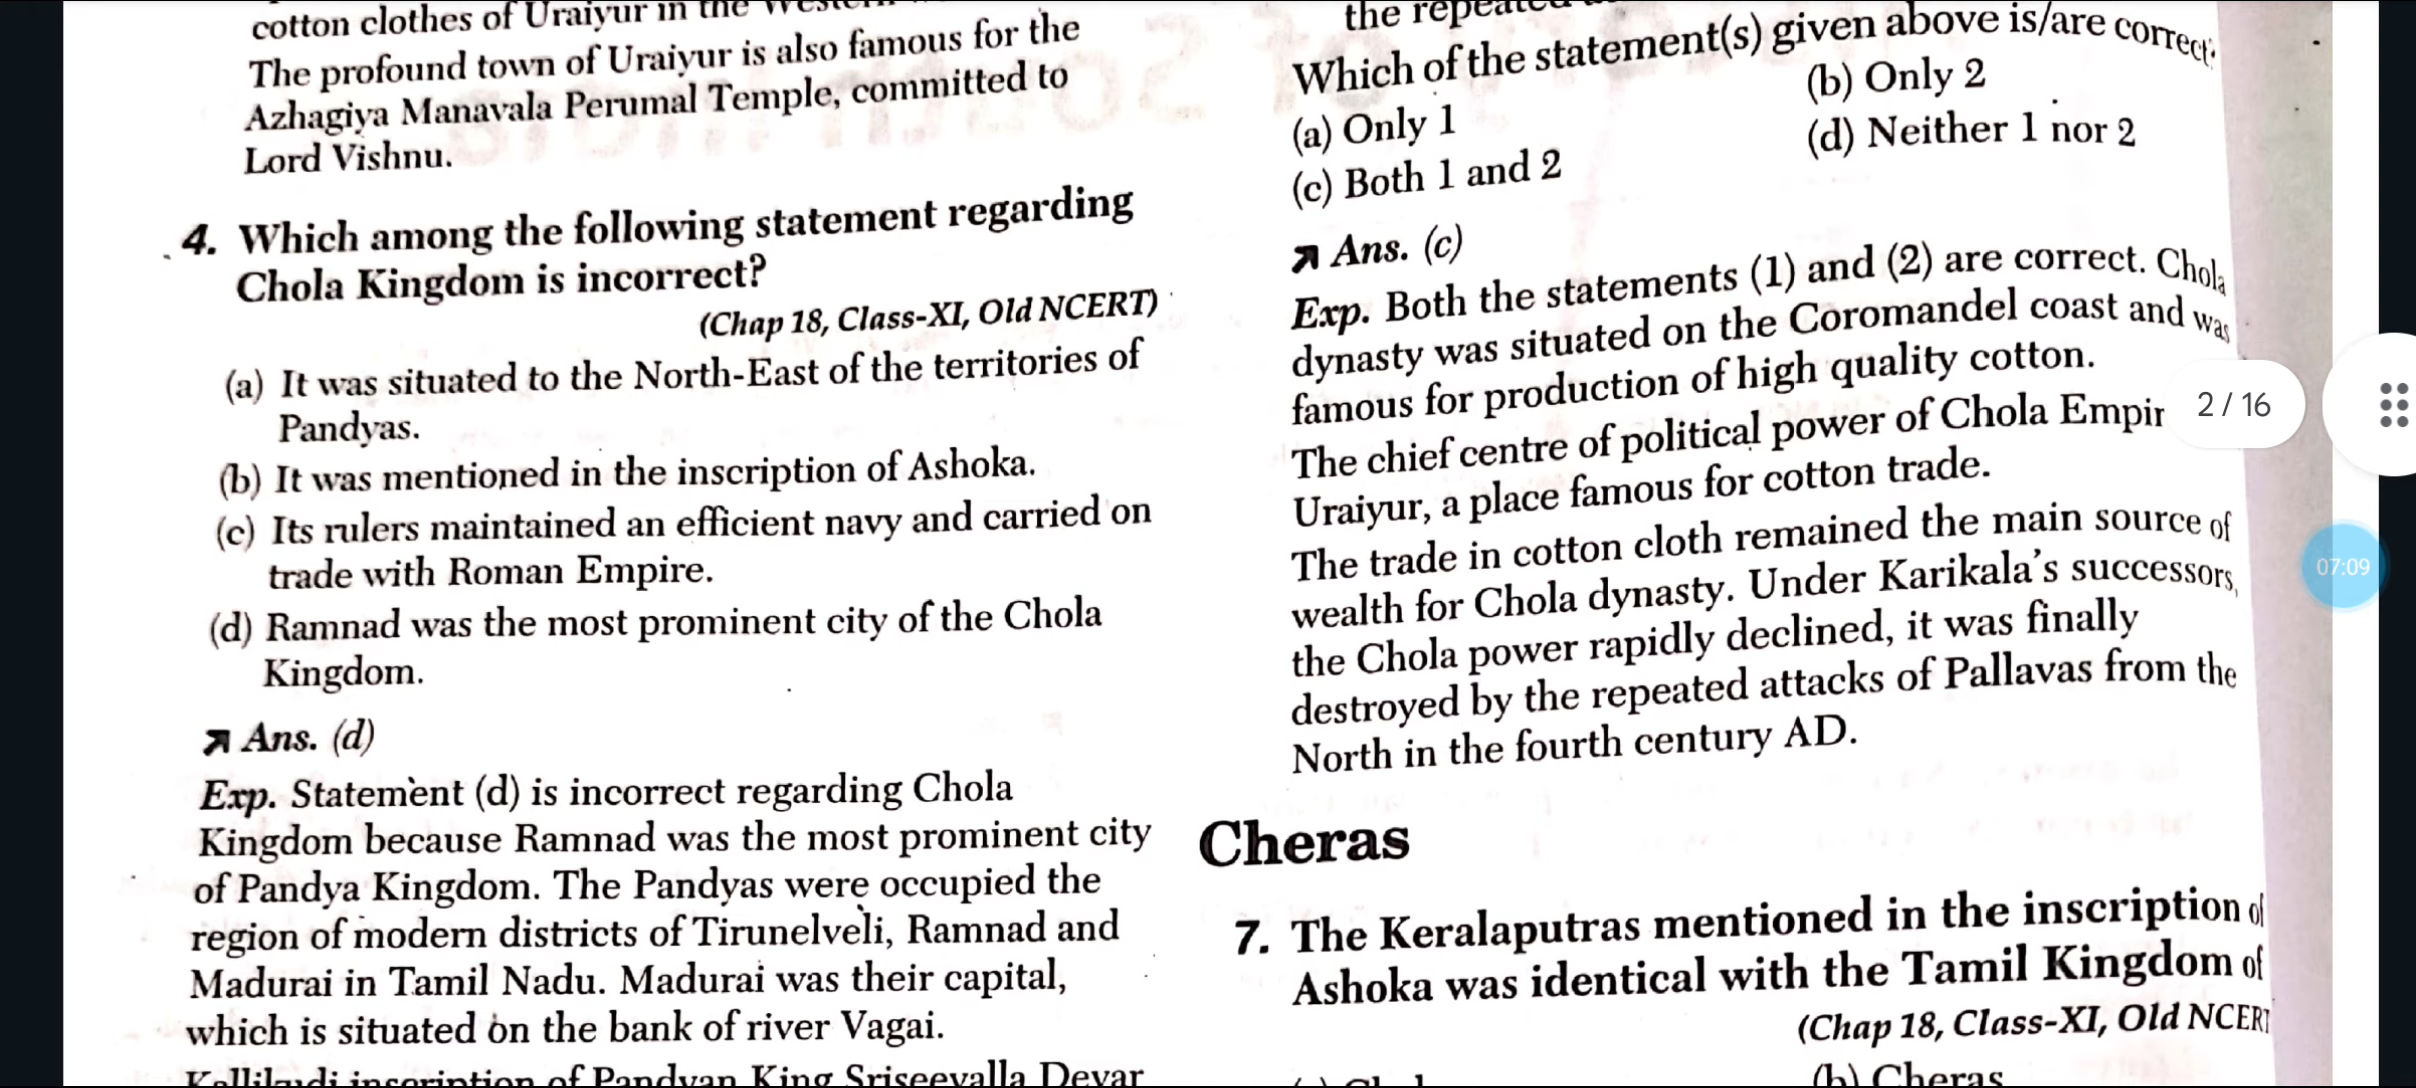 cotton clothes of Uraiyur in the Western
The profound town of Uraiyur is also famous for the
Azhagiya Manavala Perumal Temple, committed to
Lord Vishnu.
4. Which among the following statement regarding
Chola Kingdom is incorrect?
(Chap 18, Class-XI, Old NCERT)
(a) It was situated to the North-East of the territories of
Pandyas.
(b) It was mentioned in the inscription of Ashoka.
(c) Its rulers maintained an efficient navy and carried on
trade with Roman Empire.
(d) Ramnad was the most prominent city of the Chola
Kingdom.
Ans. (d)
Exp. Statement (d) is incorrect regarding Chola
Kingdom because Ramnad was the most prominent city
of Pandya Kingdom. The Pandyas were occupied the
region of modern districts of Tirunelveli, Ramnad and
Madurai in Tamil Nadu. Madurai was their capital,
which is situated on the bank of river Vagai.
inscription of Pandyan King Sriseevalla Devar
the repeated
Which of the statement(s) given above is/are correct?
(a) Only 1
(b) Only 2
(c) Both 1 and 2
(d) Neither 1 nor 2
Ans. (c)
Exp. Both the statements (1) and (2) are correct. Chola
dynasty was situated on the Coromandel coast and was
famous for production of high quality cotton.
The chief centre of political power of Chola Empir
Uraiyur, a place famous for cotton trade.
The trade in cotton cloth remained the main source of
wealth for Chola dynasty. Under Karikala's successors,
the Chola power rapidly declined, it was finally
destroyed by the repeated attacks of Pallavas from the
North in the fourth century AD.
Cheras
7. The Keralaputras mentioned in the inscription of
Ashoka was identical with the Tamil Kingdom of
(Chap 18, Class-XI, Old NCERT
(b) Cheras
2 / 16
07:09